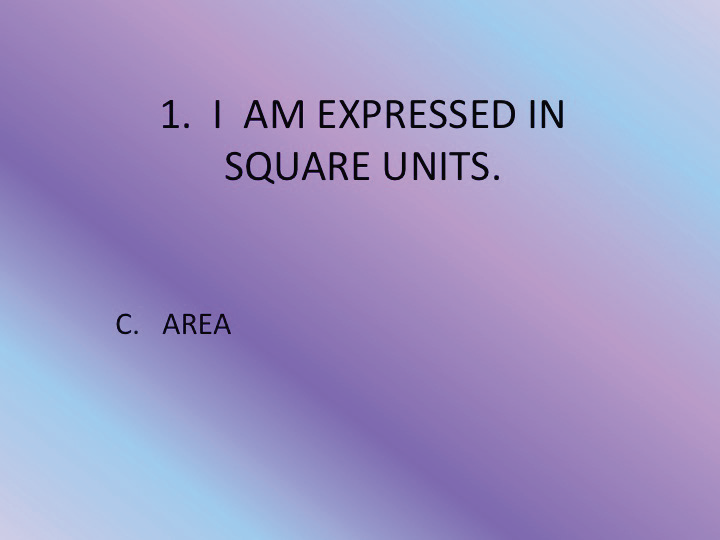 1. I AM EXPRESSED IN
SQUARE UNITS.
C. AREA